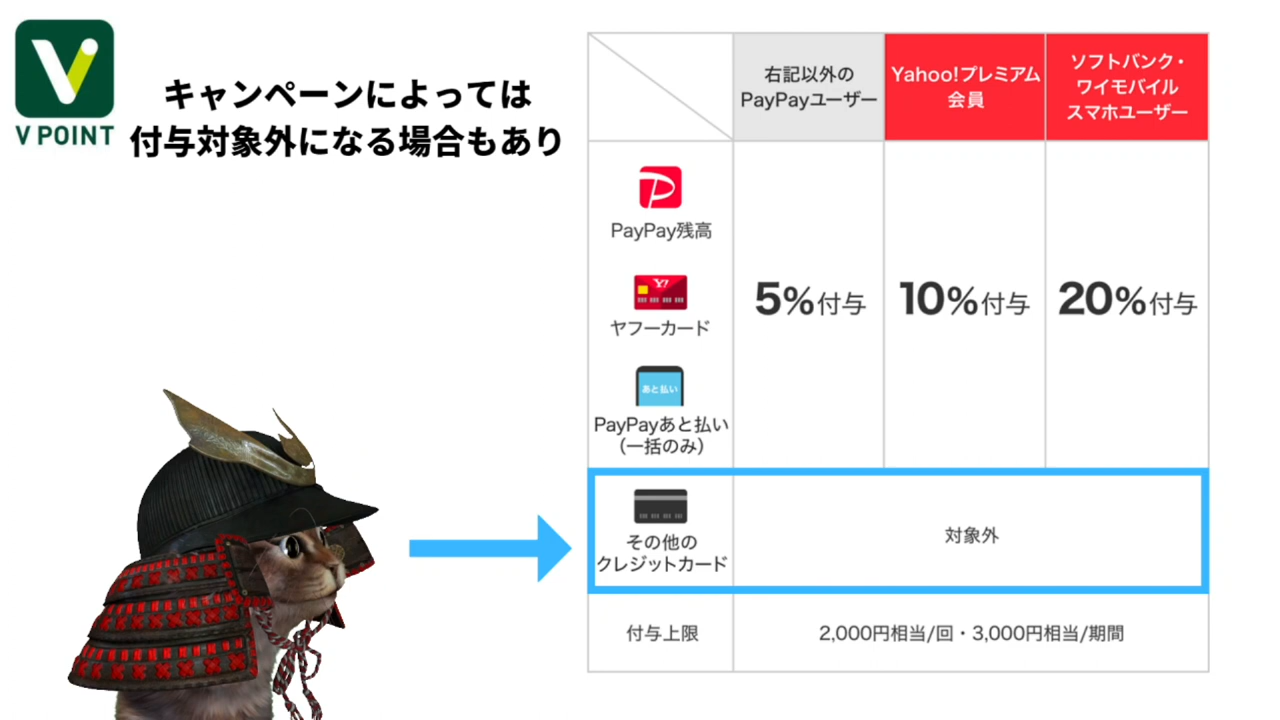 V POINT
キャンペーンによっては
付与対象外になる場合もあり
右記以外の
PayPayユーザー
Yahoo!プレミアム
会員
ソフトバンク・
ワイモバイル
スマホユーザー
PayPay残高
Y!
ヤフーカード
あと払い
PayPayあと払い
（一括のみ）
5%付与
10%付与
20%付与
その他の
クレジットカード
対象外
付与上限
2,000円相当/回・3,000円相当/期間